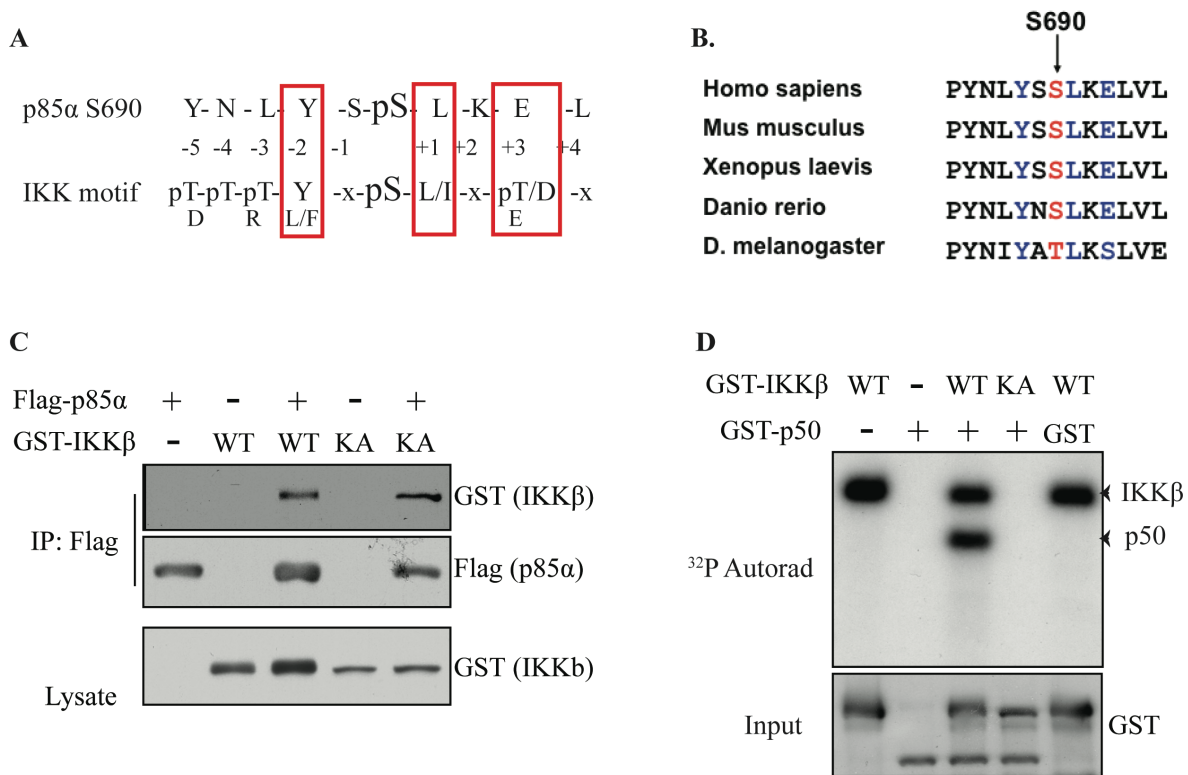 A
p85α S690 Y- N - L- Y -S-pS- L -K- E -L
-5 -4 -3 -2 -1 +1 +2 +3 +4
IKK motif pT-pT-pT- Y -x-pS-L/I-x-pT/D -x
D R L/F E
B.
S690
Homo sapiens PYNLYSSLKELVL
Mus musculus PYNLYSSLKELVL
Xenopus laevis PYNLYSSLKELVL
Danio rerio PYNLYNSLKELVL
D. melanogaster PYNIYATLKSLVE
C
Flag-p85α + - + - +
GST-IKKβ - WT WT KA KA
IP: Flag
GST (IKKβ)
Flag (p85α)
Lysate
GST (IKKb)
D
GST-IKKβ WT - WT KA WT
GST-p50 - + + + GST
32P Autorad
IKKβ
p50
Input
GST